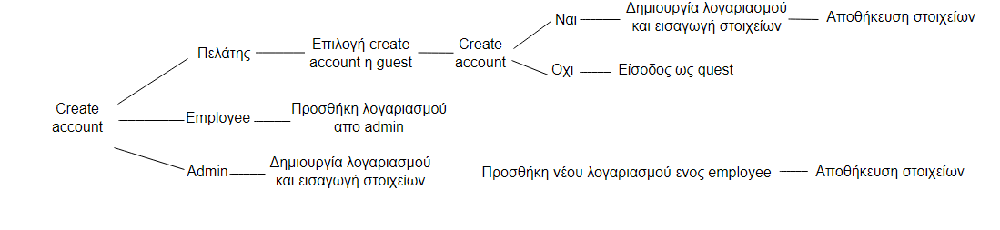 Create
account
Πελάτης
Επιλογή create
account η guest
Create
account
Ναι
Δημιουργία λογαριασμού
και εισαγωγή στοιχείων
Αποθήκευση στοιχείων
Οχι
Είσοδος ως quest
Employee
Προσθήκη λογαριασμού
απο admin
Admin
Δημιουργία λογαριασμού
και εισαγωγή στοιχείων
Προσθήκη νέου λογαριασμού ενος employee
Αποθήκευση στοιχείων